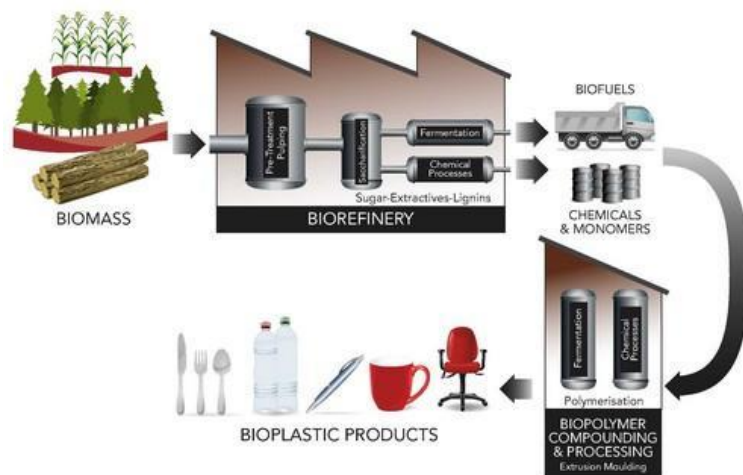 BIOMASS
Pre-Treatment
Pulping
Saccharification
Fermentation
Chemical
Processes
Sugar-Extractives-Lignins
BIOREFINERY
BIOFUELS
CHEMICALS
& MONOMERS
Fermentation
Chemical
Processes
Polymerisation
BIOPOLYMER
COMPOUNDING
& PROCESSING
Extrusion Moulding
BIOPLASTIC PRODUCTS